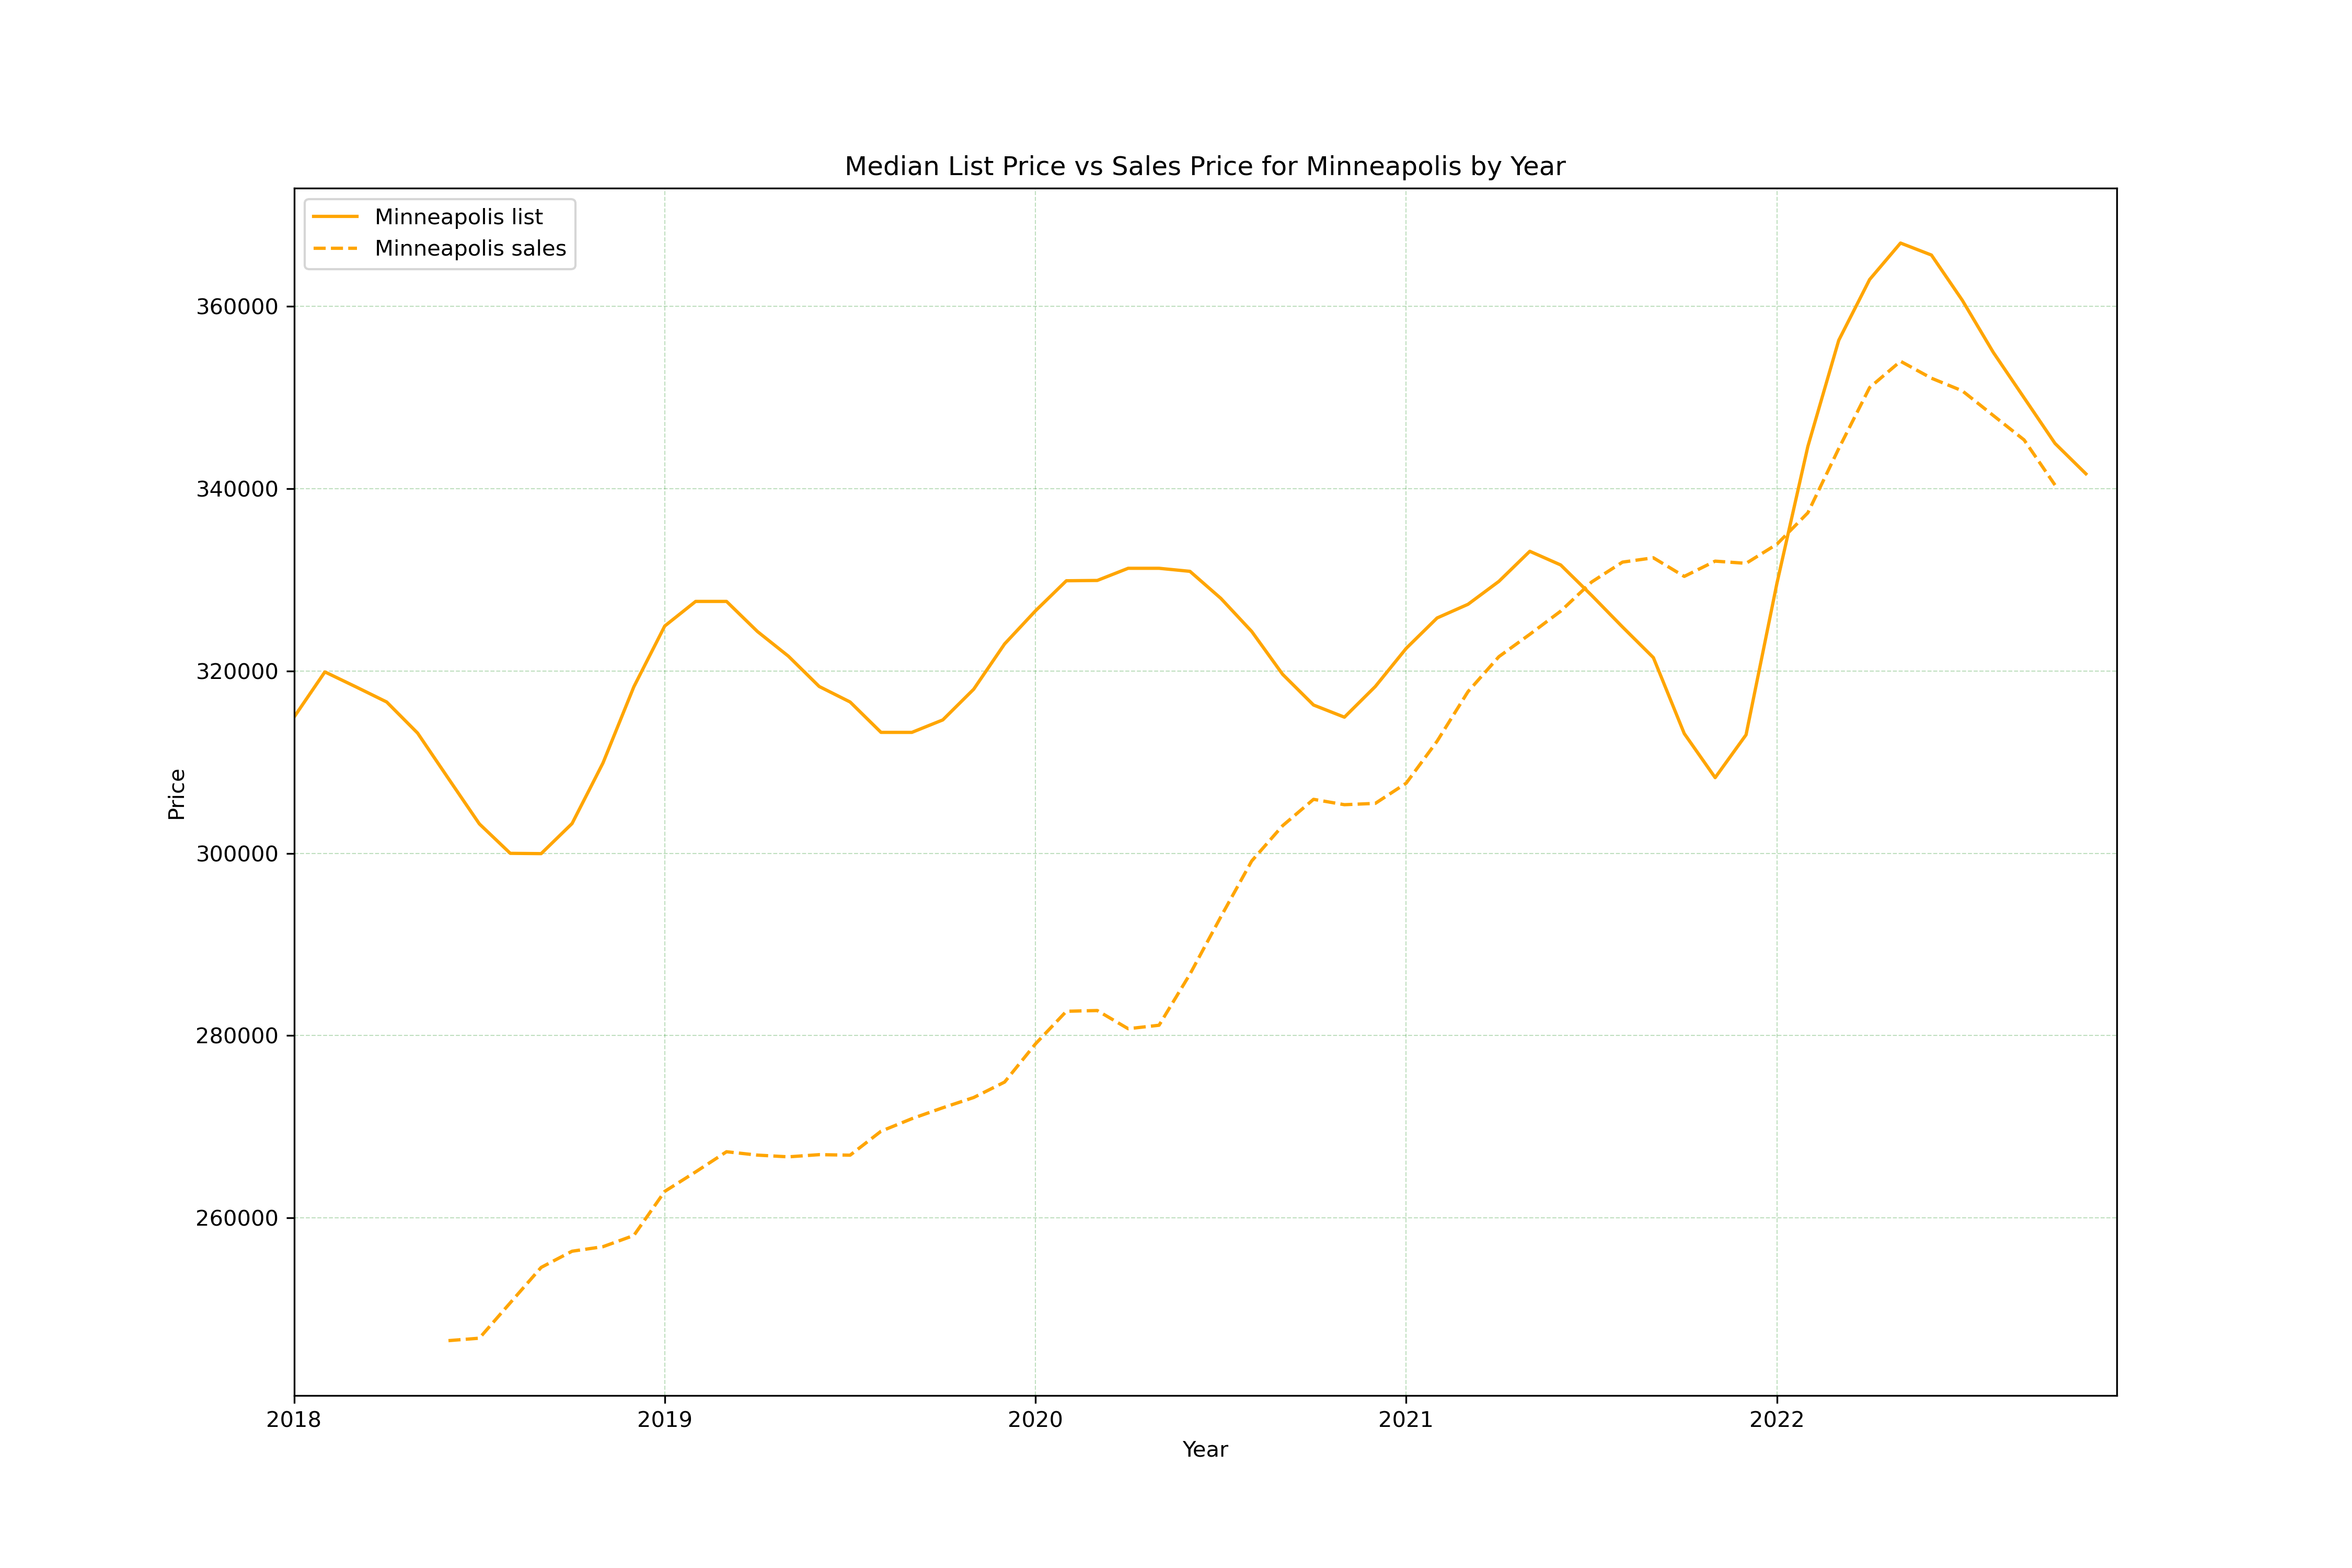 Median List Price vs Sales Price for Minneapolis by Year
Minneapolis list
Minneapolis sales
360000
340000
320000
300000
280000
260000
Price
2018 2019 2020 2021 2022
Year